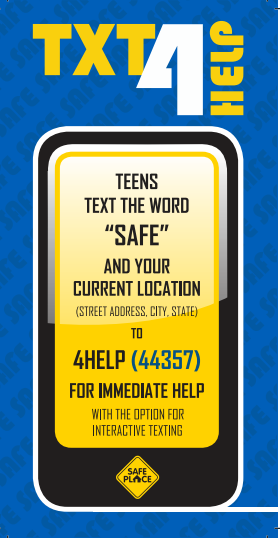 TXT 4 HELP
TEENS
TEXT THE WORD
“SAFE”
AND YOUR
CURRENT LOCATION
(STREET ADDRESS, CITY, STATE)
TO
4HELP (44357)
FOR IMMEDIATE HELP
WITH THE OPTION FOR
INTERACTIVE TEXTING
SAFE
PLACE